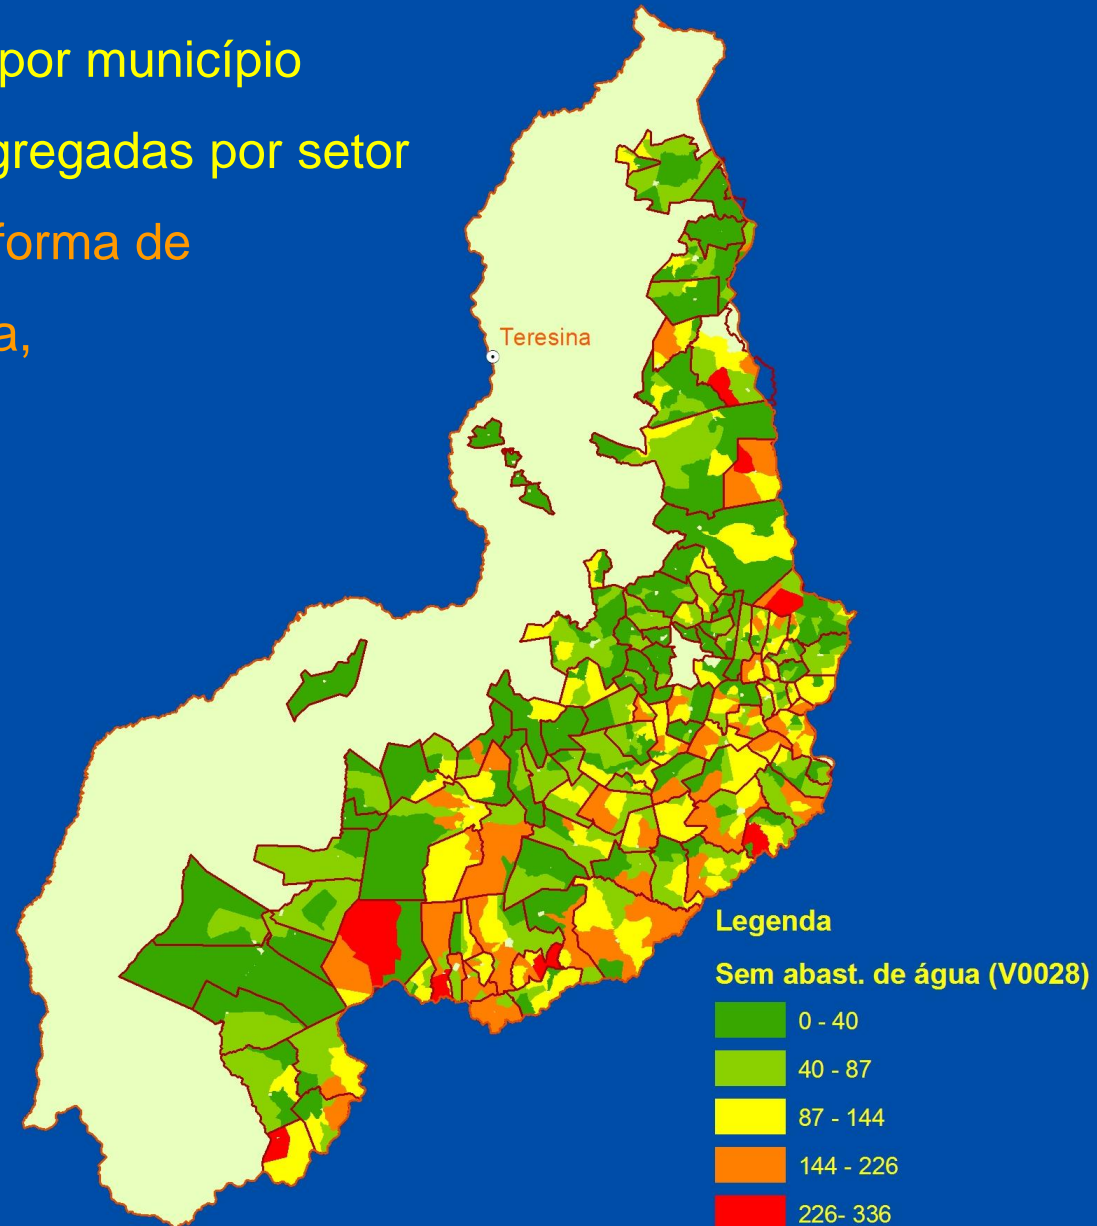 por município
gregadas por setor
forma de
a,
Teresina
Legenda
Sem abast. de água (V0028)
0 - 40
40 - 87
87 - 144
144 - 226
226- 336